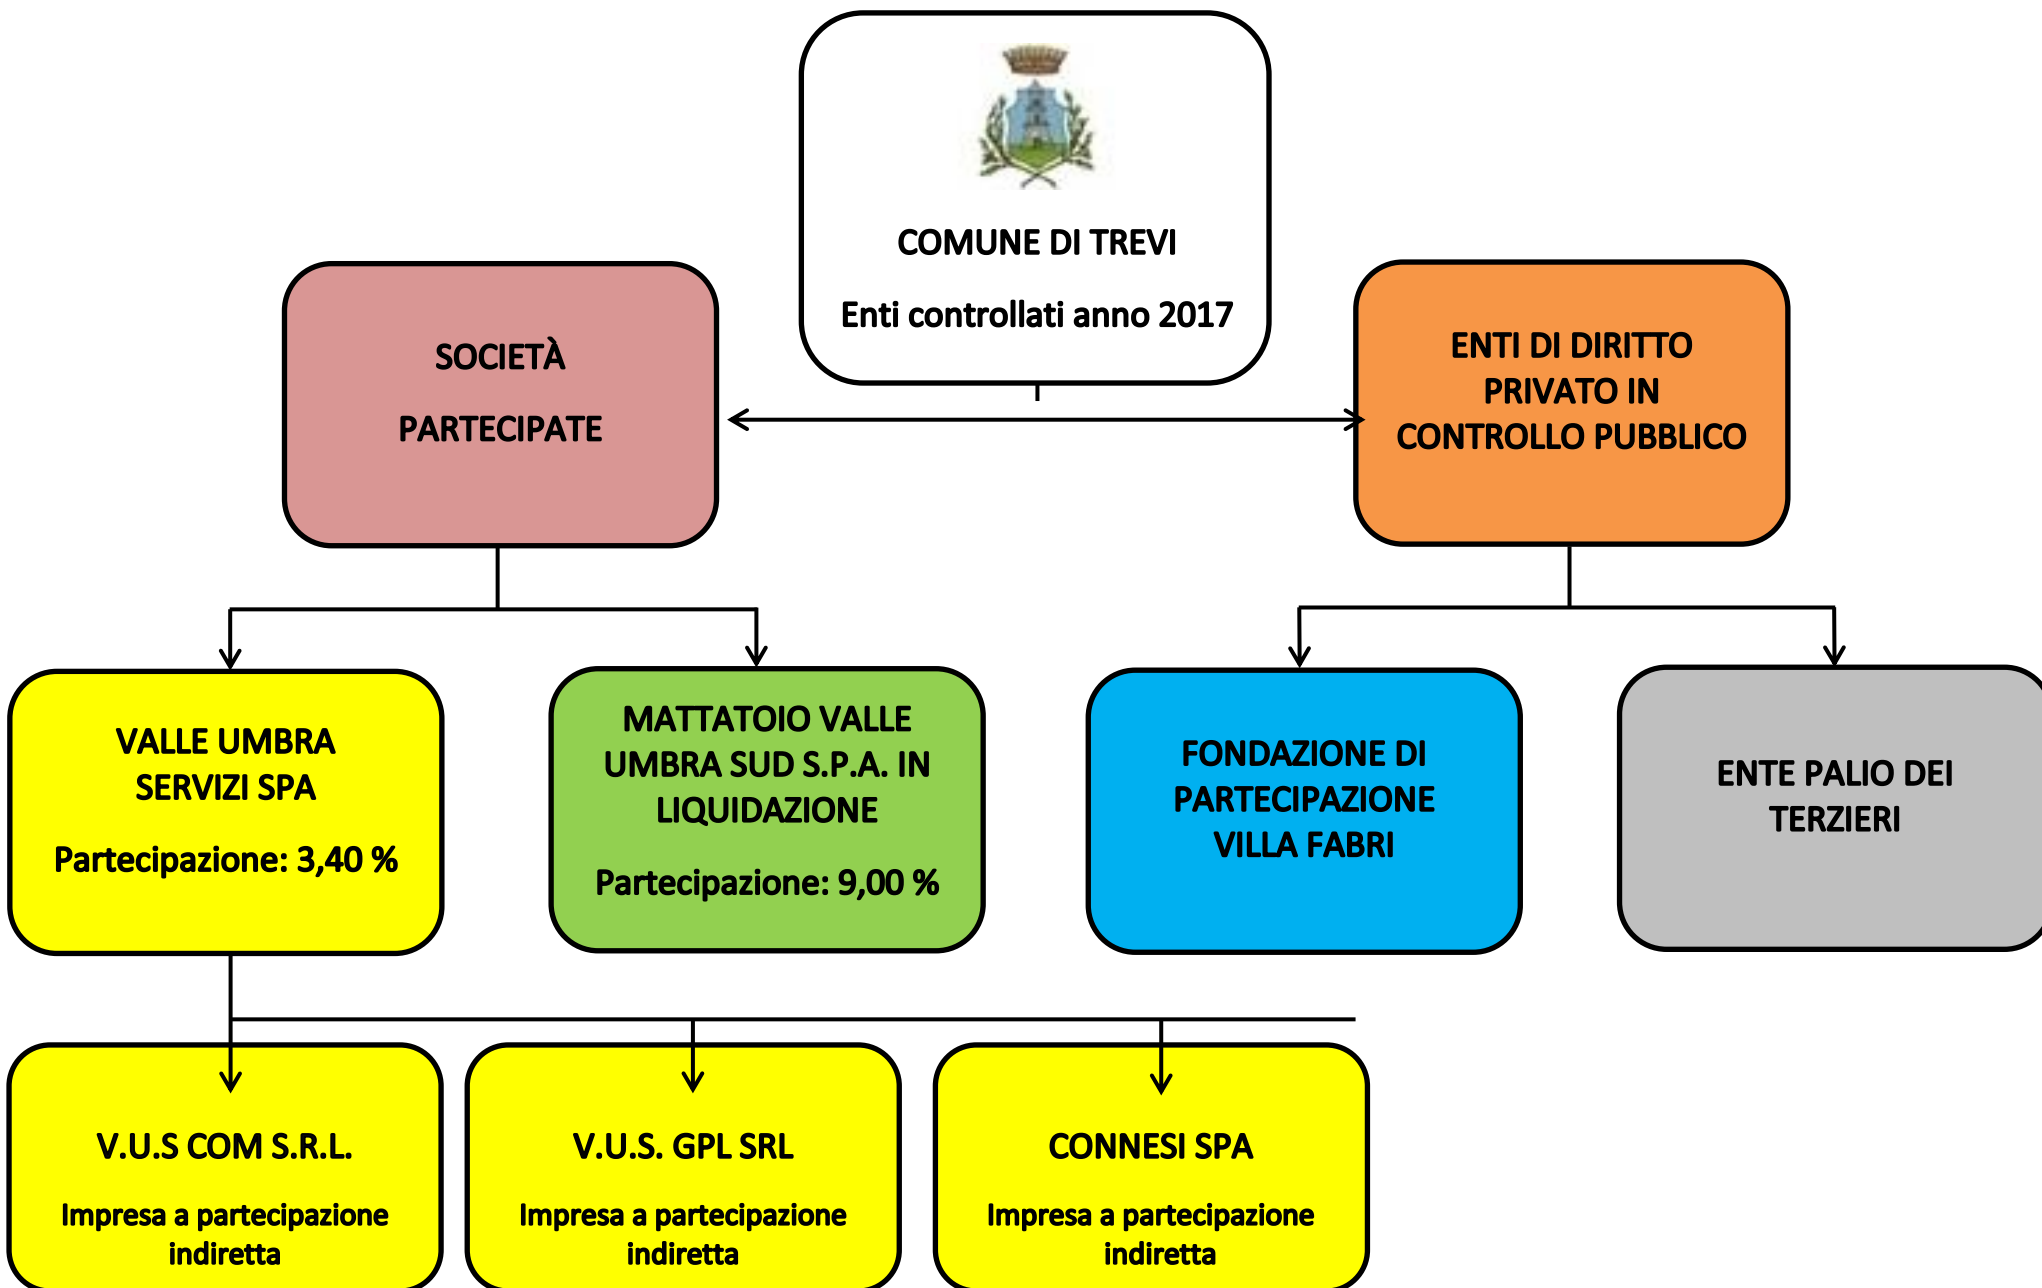 COMUNE DI TREVI
Enti controllati anno 2017
SOCIETÀ
PARTECIPATE
ENTI DI DIRITTO
PRIVATO IN
CONTROLLO PUBBLICO
VALLE UMBRA
SERVIZI SPA
Partecipazione: 3,40 %
MATTATOIO VALLE
UMBRA SUD S.P.A. IN
LIQUIDAZIONE
Partecipazione: 9,00 %
FONDAZIONE DI
PARTECIPAZIONE
VILLA FABRI
ENTE PALIO DEI
TERZIERI
V.U.S COM S.R.L.
Impresa a partecipazione
indiretta
V.U.S. GPL SRL
Impresa a partecipazione
indiretta
CONNESI SPA
Impresa a partecipazione
indiretta